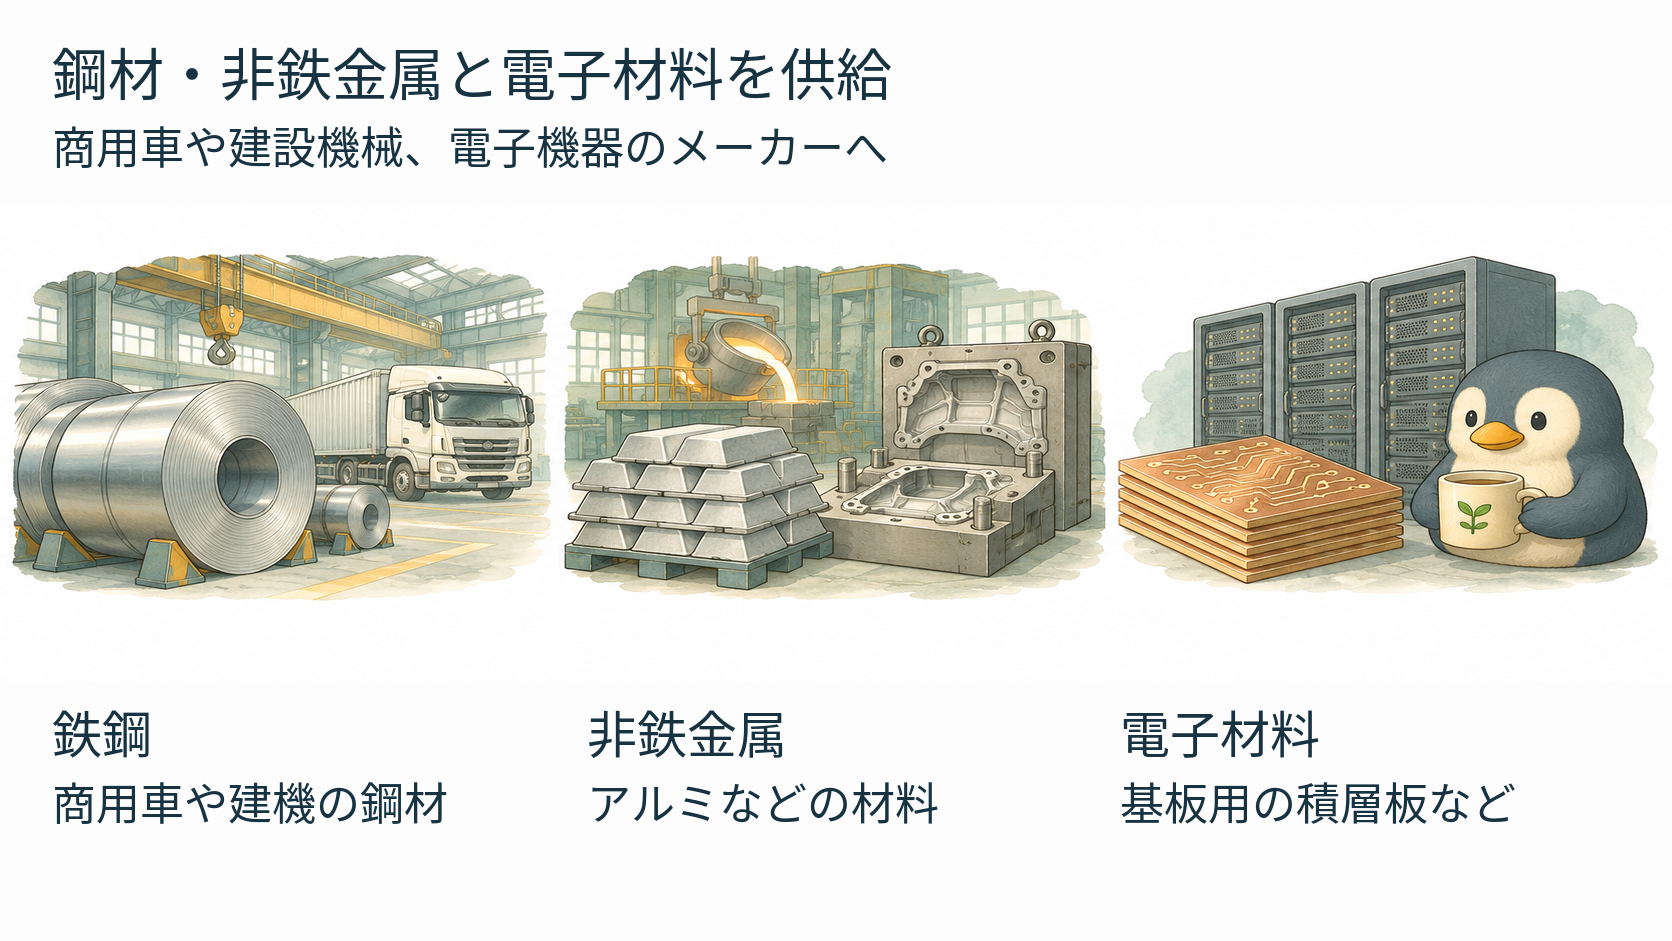 鋼材・非鉄金属と電子材料を供給
商用車や建設機械、電子機器のメーカーへ
鉄鋼
商用車や建機の鋼材
非鉄金属
アルミなどの材料
電子材料
基板用の積層板など